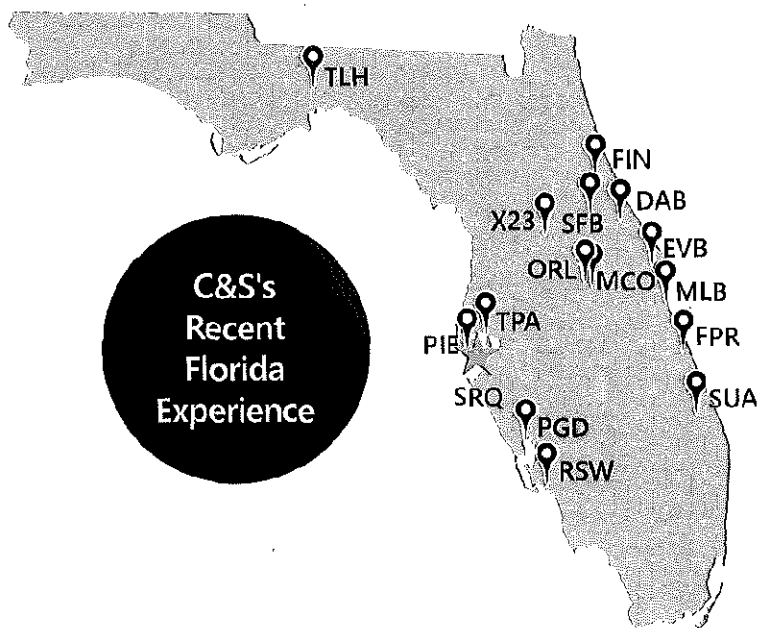 TLH
FIN
DAB
X23
SFB
EVB
ORL
MCO
MLB
TPA
PIE
FPR
SRQ
SUA
PGD
RSW
C&S's
Recent
Florida
Experience